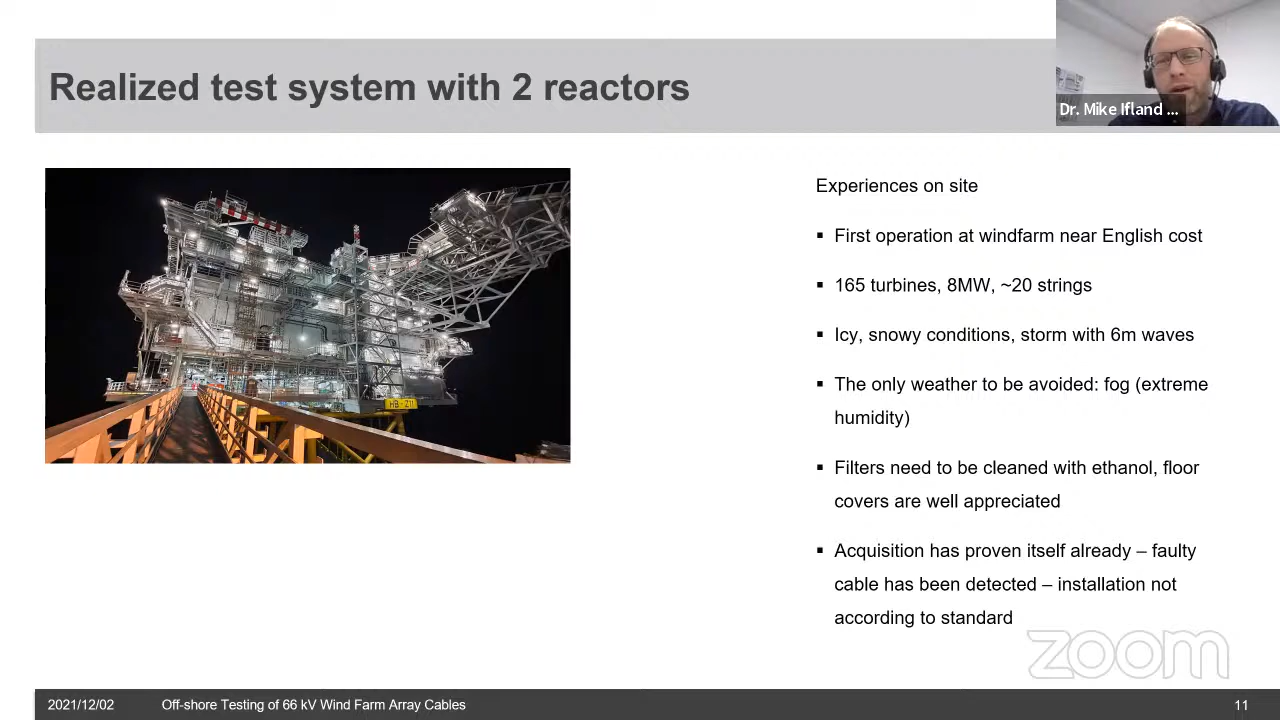 Realized test system with 2 reactors
Dr. Mike Ifland ...
Experiences on site
▪ First operation at windfarm near English cost
▪ 165 turbines, 8MW, ~20 strings
▪ Icy, snowy conditions, storm with 6m waves
▪ The only weather to be avoided: fog (extreme
humidity)
▪ Filters need to be cleaned with ethanol, floor
covers are well appreciated
▪ Acquisition has proven itself already – faulty
cable has been detected – installation not
according to standard
HB - Z11
zoom
2021/12/02 Off-shore Testing of 66 kV Wind Farm Array Cables 11